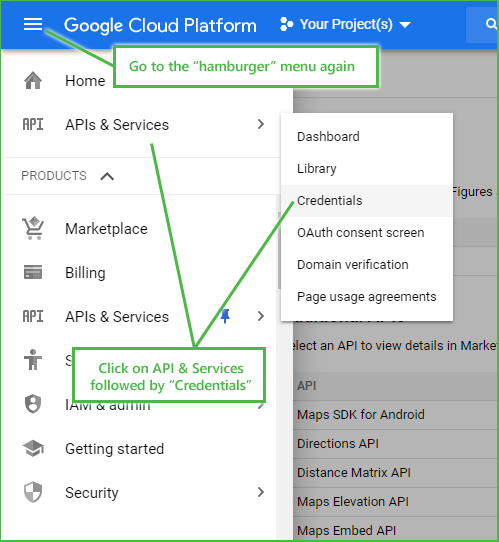 Google Cloud Platform
Your Project(s)
Go to the “hamburger” menu again
Home
API
APIs & Services
Dashboard
Library
Credentials
OAuth consent screen
Domain verification
Page usage agreements
PRODUCTS
Figures
Marketplace
Billing
API
APIs & Services
elect an API to view details in Market
Click on API & Services
followed by “Credentials”
IAM & admin
Getting started
Security
API
Maps SDK for Android
Directions API
Distance Matrix API
Maps Elevation API
Maps Embed API